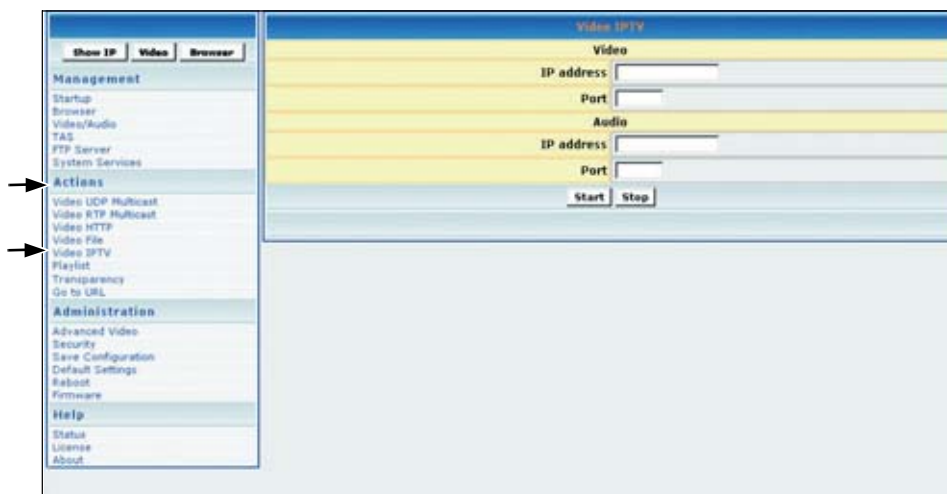 Show IP Video Browser
Management
Startup
Browser
Video/Audio
TAS
FTP Server
System Services
Actions
Video UDP Multicast
Video RTP Multicast
Video HTTP
Video File
Video IPTV
Playlist
Transparency
Go to URL
Administration
Advanced Video
Security
Save Configuration
Default Settings
Reboot
Firmware
Help
Status
License
About
Video IPTV
Video
IP address
Port
Audio
IP address
Port
Start Stop